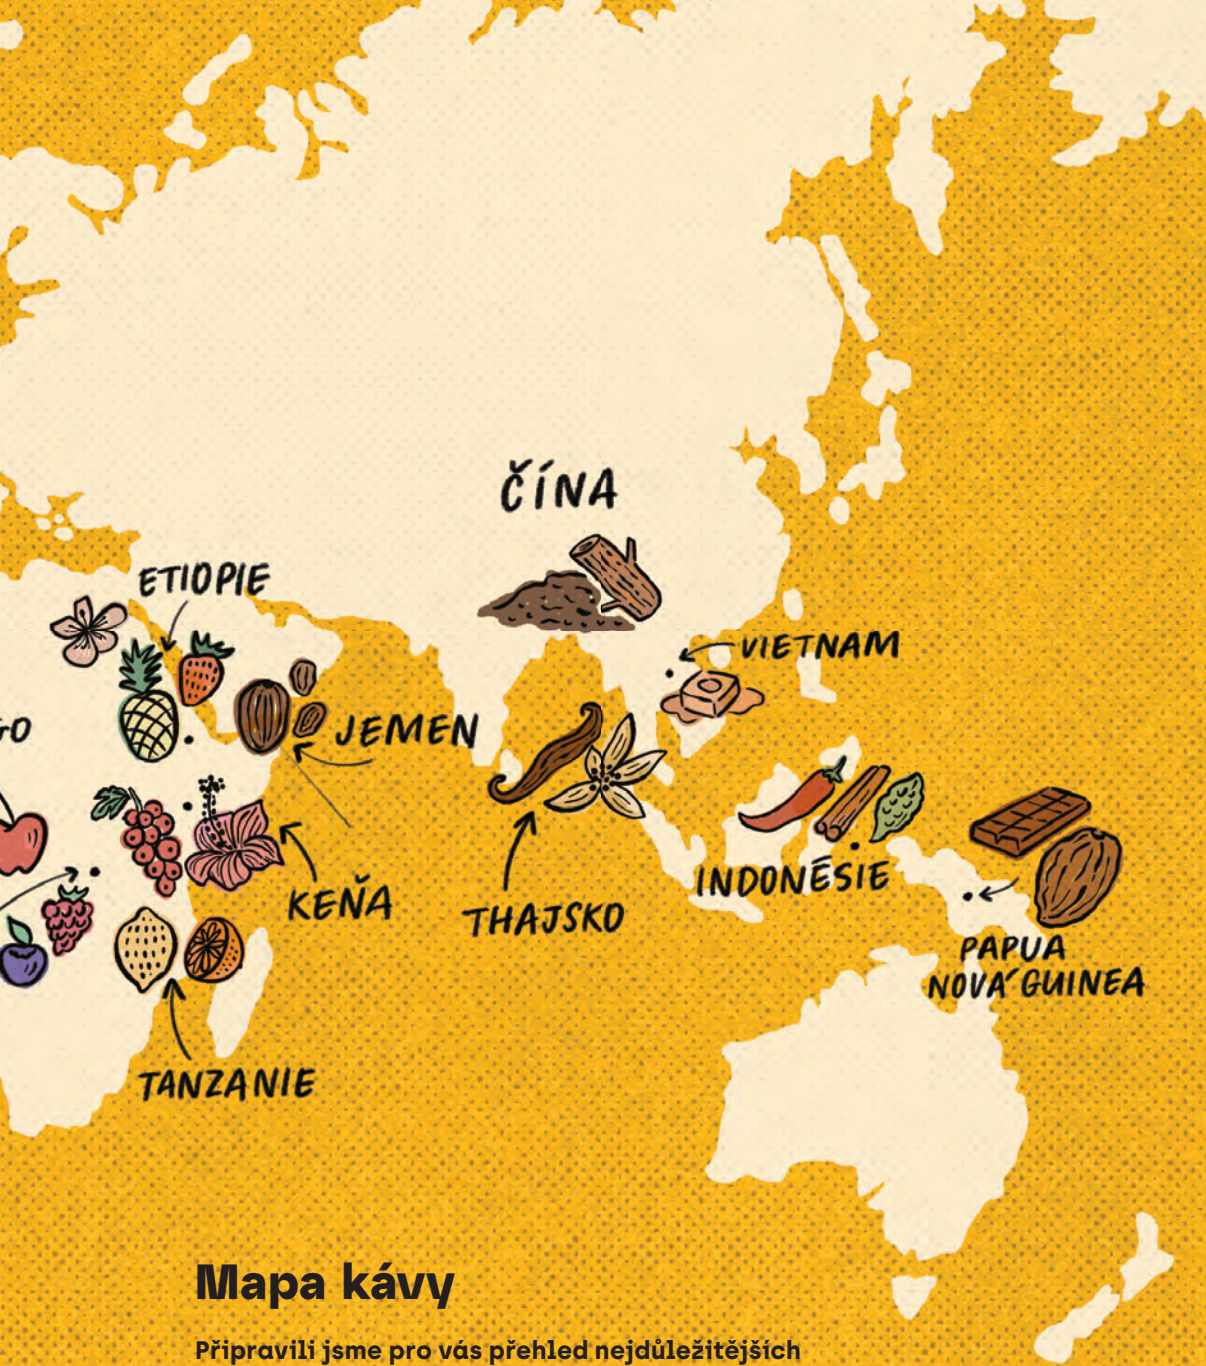 ČÍNA
ETIOPIE
VIETNAM
GO
JEMEN
INDONÉSIE
KEŇA
THAJSKO
PAPUA
NOVÁ GUINEA
TANZANIE
Mapa kávy
Připravili jsme pro vás přehled nejdůležitějších